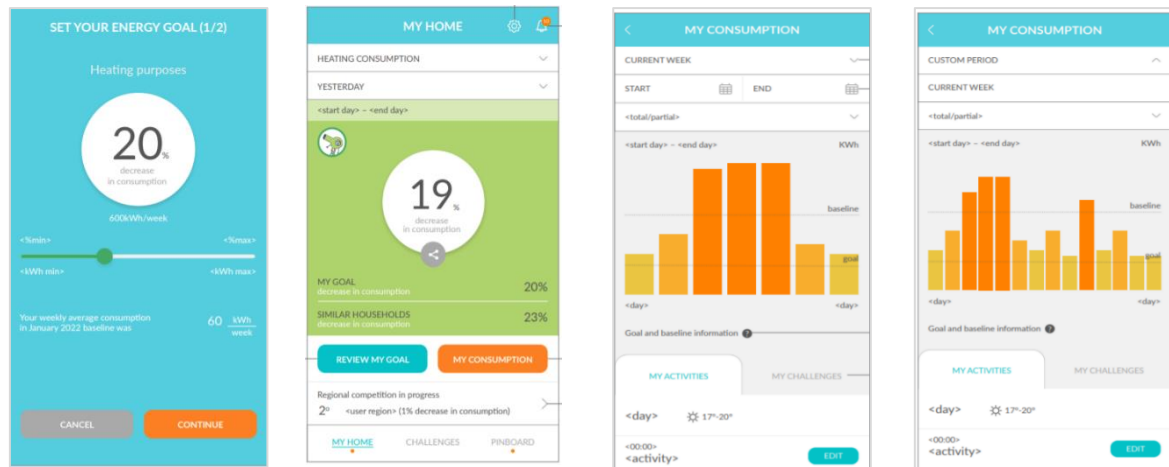 SET YOUR ENERGY GOAL (1/2)
Heating purposes
20%
decrease
in consumption
600kWh/week
<%min> <%max>
<kWh min> <kWh max>
Your weekly average consumption
in January 2022 baseline was
60 kWh
week
CANCEL CONTINUE
MY HOME
HEATING CONSUMPTION
YESTERDAY
<start day> – <end day>
19%
decrease
in consumption
MY GOAL
decrease in consumption
20%
SIMILAR HOUSEHOLDS
decrease in consumption
23%
REVIEW MY GOAL MY CONSUMPTION
Regional competition in progress
2º <user region> (1% decrease in consumption)
MY HOME CHALLENGES PINBOARD
MY CONSUMPTION
CURRENT WEEK
START END
<total/partial>
<start day> – <end day> KWh
baseline
goal
<day> <day>
Goal and baseline information ?
MY ACTIVITIES MY CHALLENGES
<day> 17º-20º
<00:00>
<activity> EDIT
MY CONSUMPTION
CUSTOM PERIOD
CURRENT WEEK
<total/partial>
<start day> – <end day> KWh
baseline
goal
<day> <day>
Goal and baseline information ?
MY ACTIVITIES MY CHALLENGES
<day> 17º-20º
<00:00>
<activity> EDIT